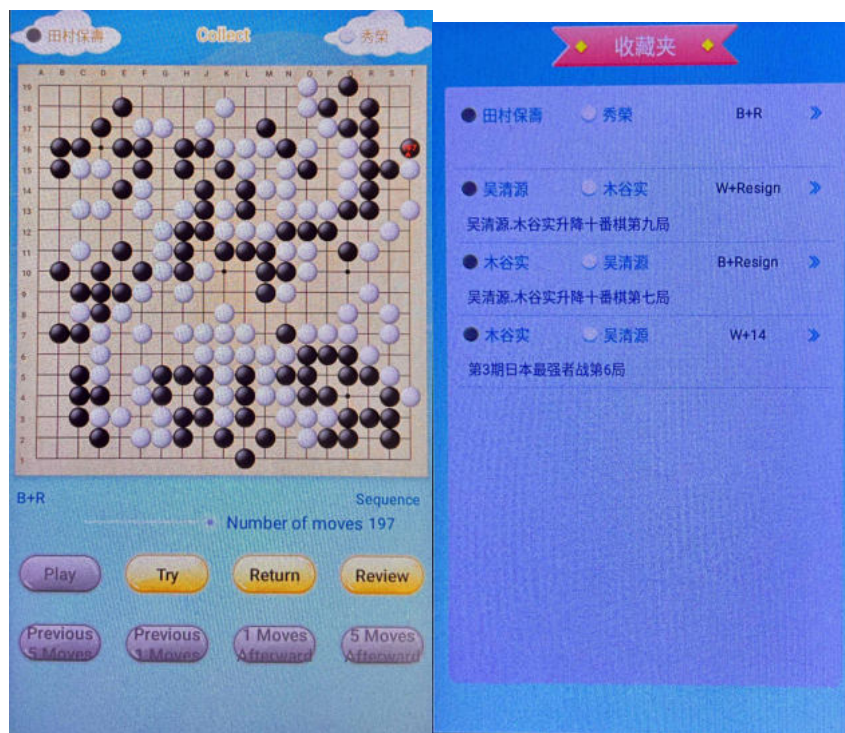 田村保壽
Collect
秀榮
A B C D E F G H J K L M N O P Q R S T
19
18
17
16
15
14
13
12
11
10
9
8
7
6
5
4
3
2
1
B+R
Sequence
Number of moves 197
Play
Try
Return
Review
Previous
5 Moves
Previous
1 Moves
1 Moves
Afterward
5 Moves
Afterward
收藏夹
田村保壽 秀榮 B+R
吴清源 木谷实 W+Resign
吴清源.木谷实升降十番棋第九局
木谷实 吴清源 B+Resign
吴清源.木谷实升降十番棋第七局
木谷实 吴清源 W+14
第3期日本最强者战第6局